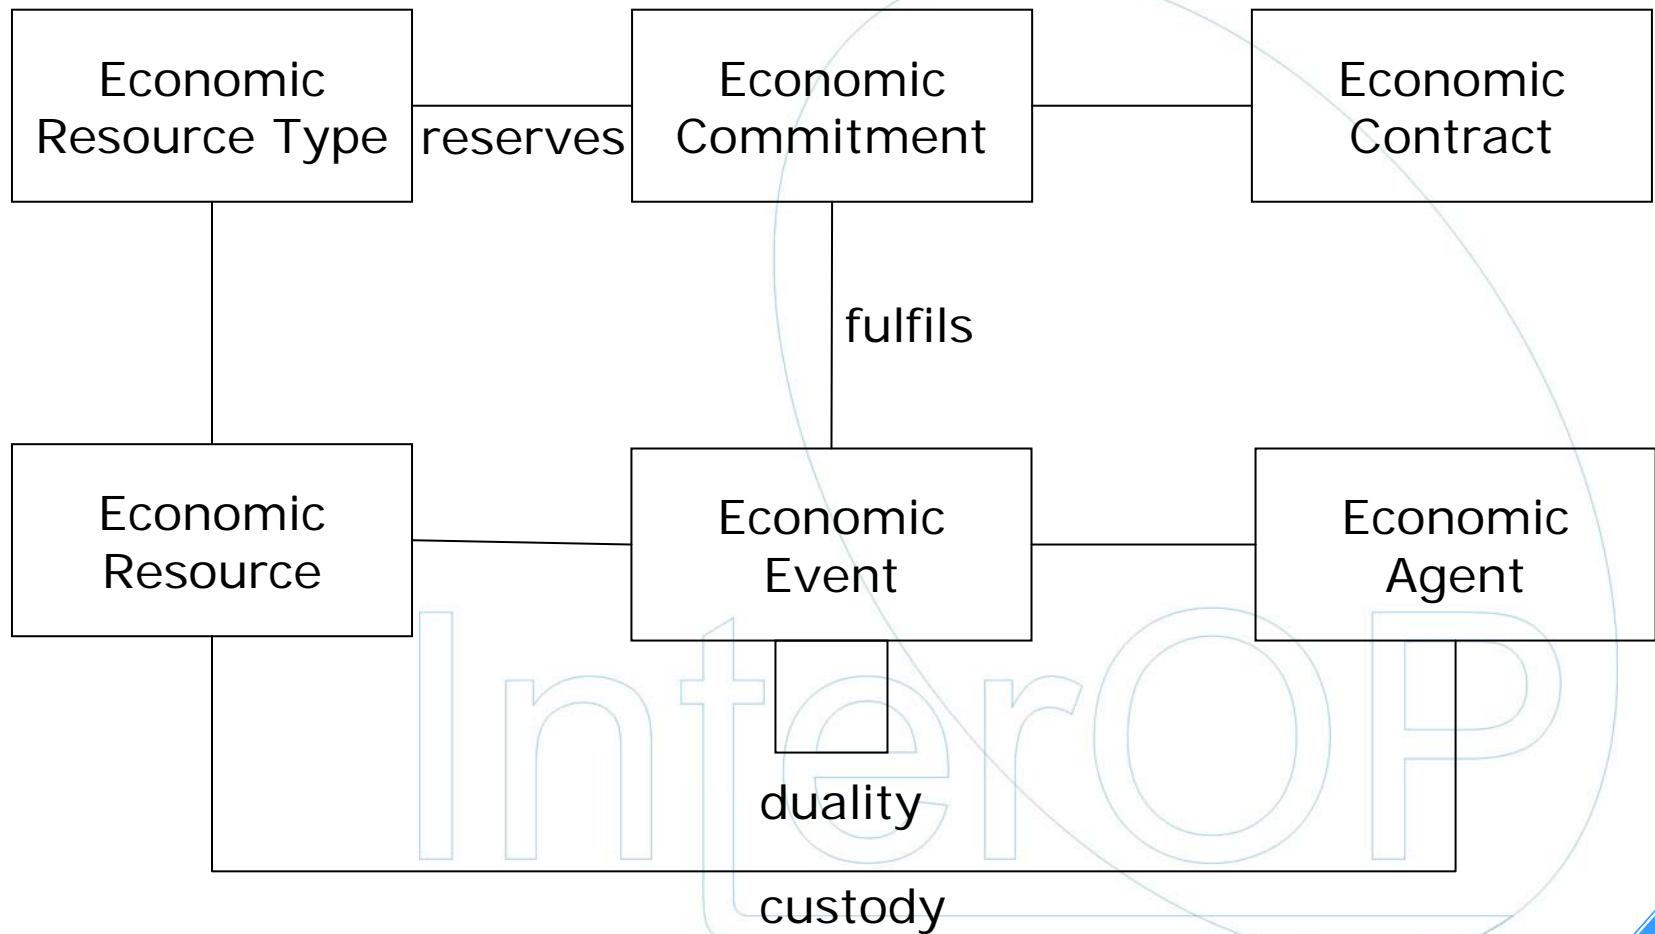 Economic
Resource Type
reserves
Economic
Commitment
Economic
Contract
fulfils
Economic
Resource
Economic
Event
Economic
Agent
InterOP
duality
custody